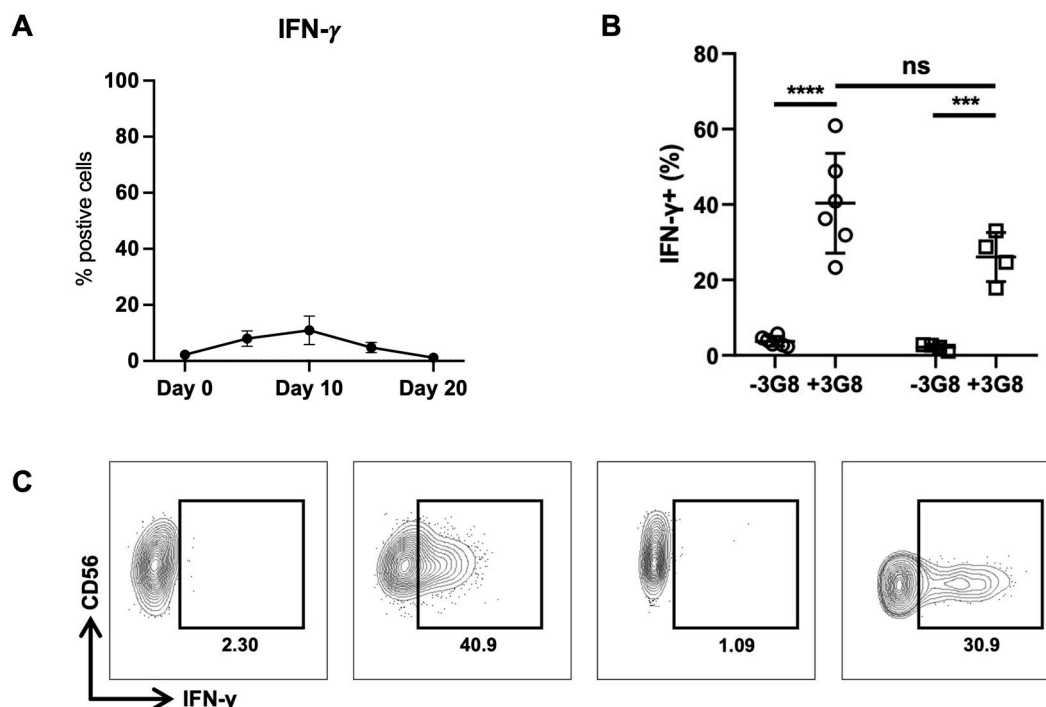 A
IFN-γ
% postive cells
100
80
60
40
20
0
Day 0 Day 10 Day 20
B
IFN-γ+ (%)
80
60
40
20
0
ns
****
***
-3G8 +3G8 -3G8 +3G8
C
CD56
IFN-γ
2.30 40.9 1.09 30.9